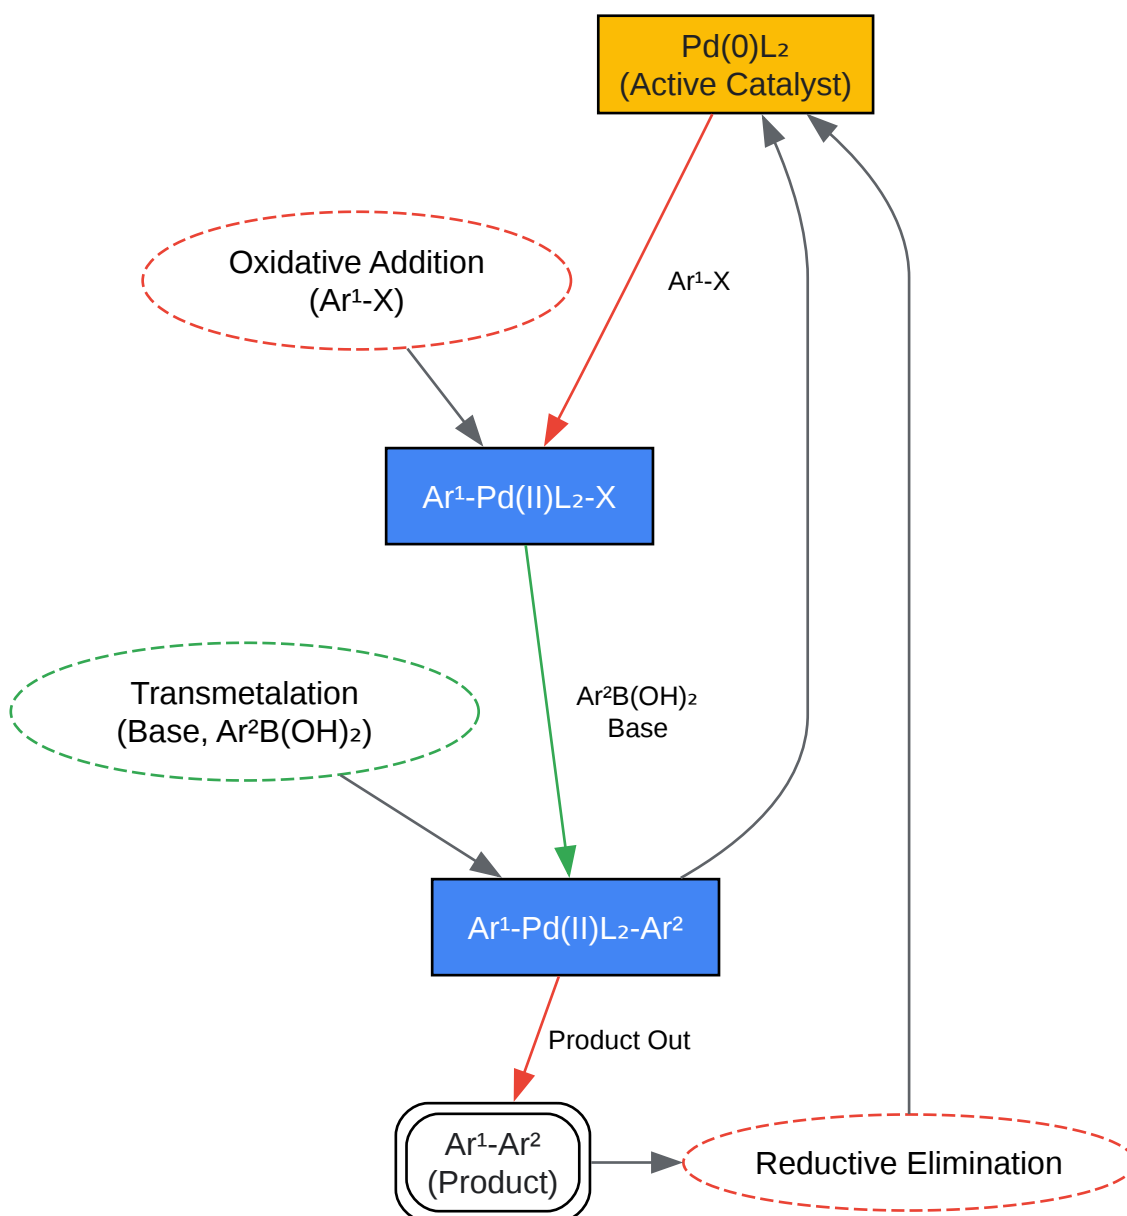 Pd(0)L₂
(Active Catalyst)
Oxidative Addition
(Ar¹-X)
Ar¹-X
Ar¹-Pd(II)L₂-X
Transmetalation
(Base, Ar²B(OH)₂)
Ar²B(OH)₂
Base
Ar¹-Pd(II)L₂-Ar²
Product Out
Ar¹-Ar²
(Product)
Reductive Elimination